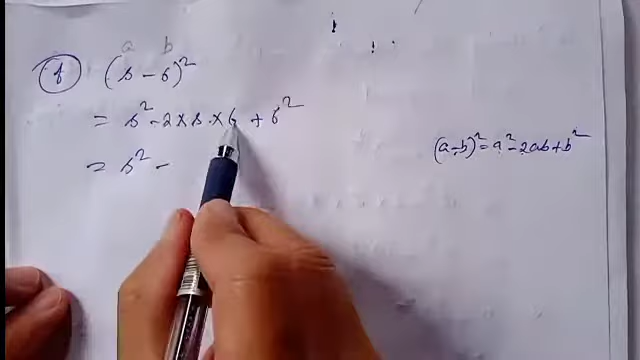 a b
f (s - 6)²
= s² - 2 × s × 6 + 6²
(a - b)² = a² - 2ab + b²
= s² -